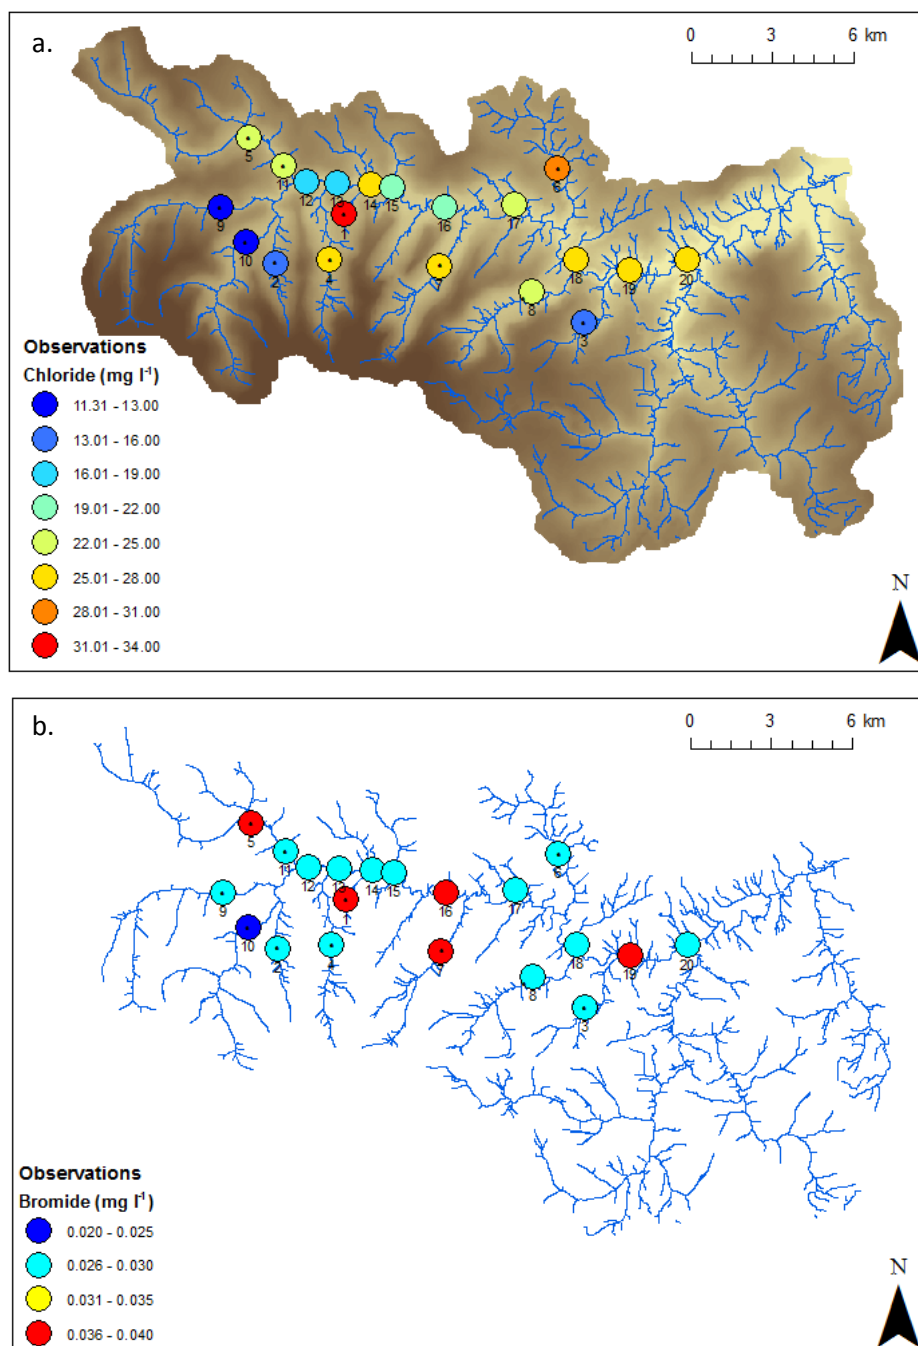 a.
0 3 6 km
5
6
11
12
13
14
15
9
1
16
17
10
2
4
7
18
19
20
8
3
Observations
Chloride (mg l-1)
11.31 - 13.00
13.01 - 16.00
16.01 - 19.00
19.01 - 22.00
22.01 - 25.00
25.01 - 28.00
28.01 - 31.00
31.01 - 34.00
N
b.
0 3 6 km
5
11
6
12
13
14
15
9
1
16
17
10
2
4
7
18
19
20
8
3
Observations
Bromide (mg l-1)
0.020 - 0.025
0.026 - 0.030
0.031 - 0.035
0.036 - 0.040
N